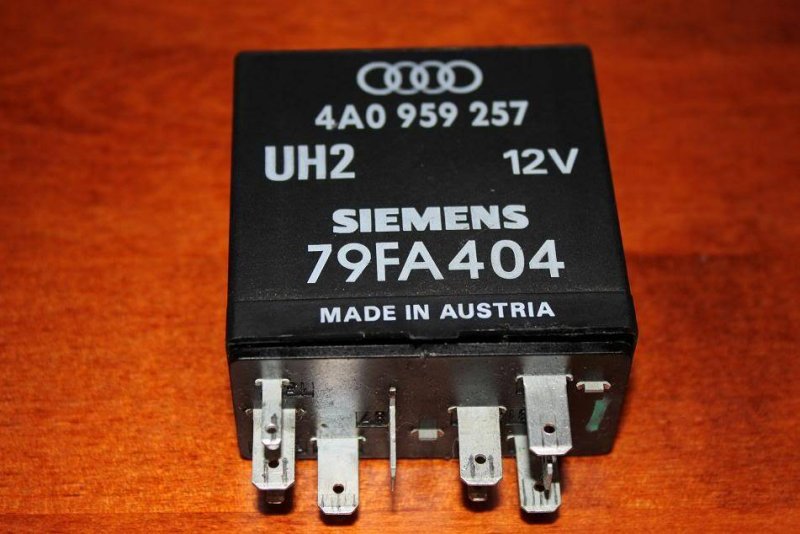 4A0 959 257
UH2 12V
SIEMENS
79FA404
MADE IN AUSTRIA